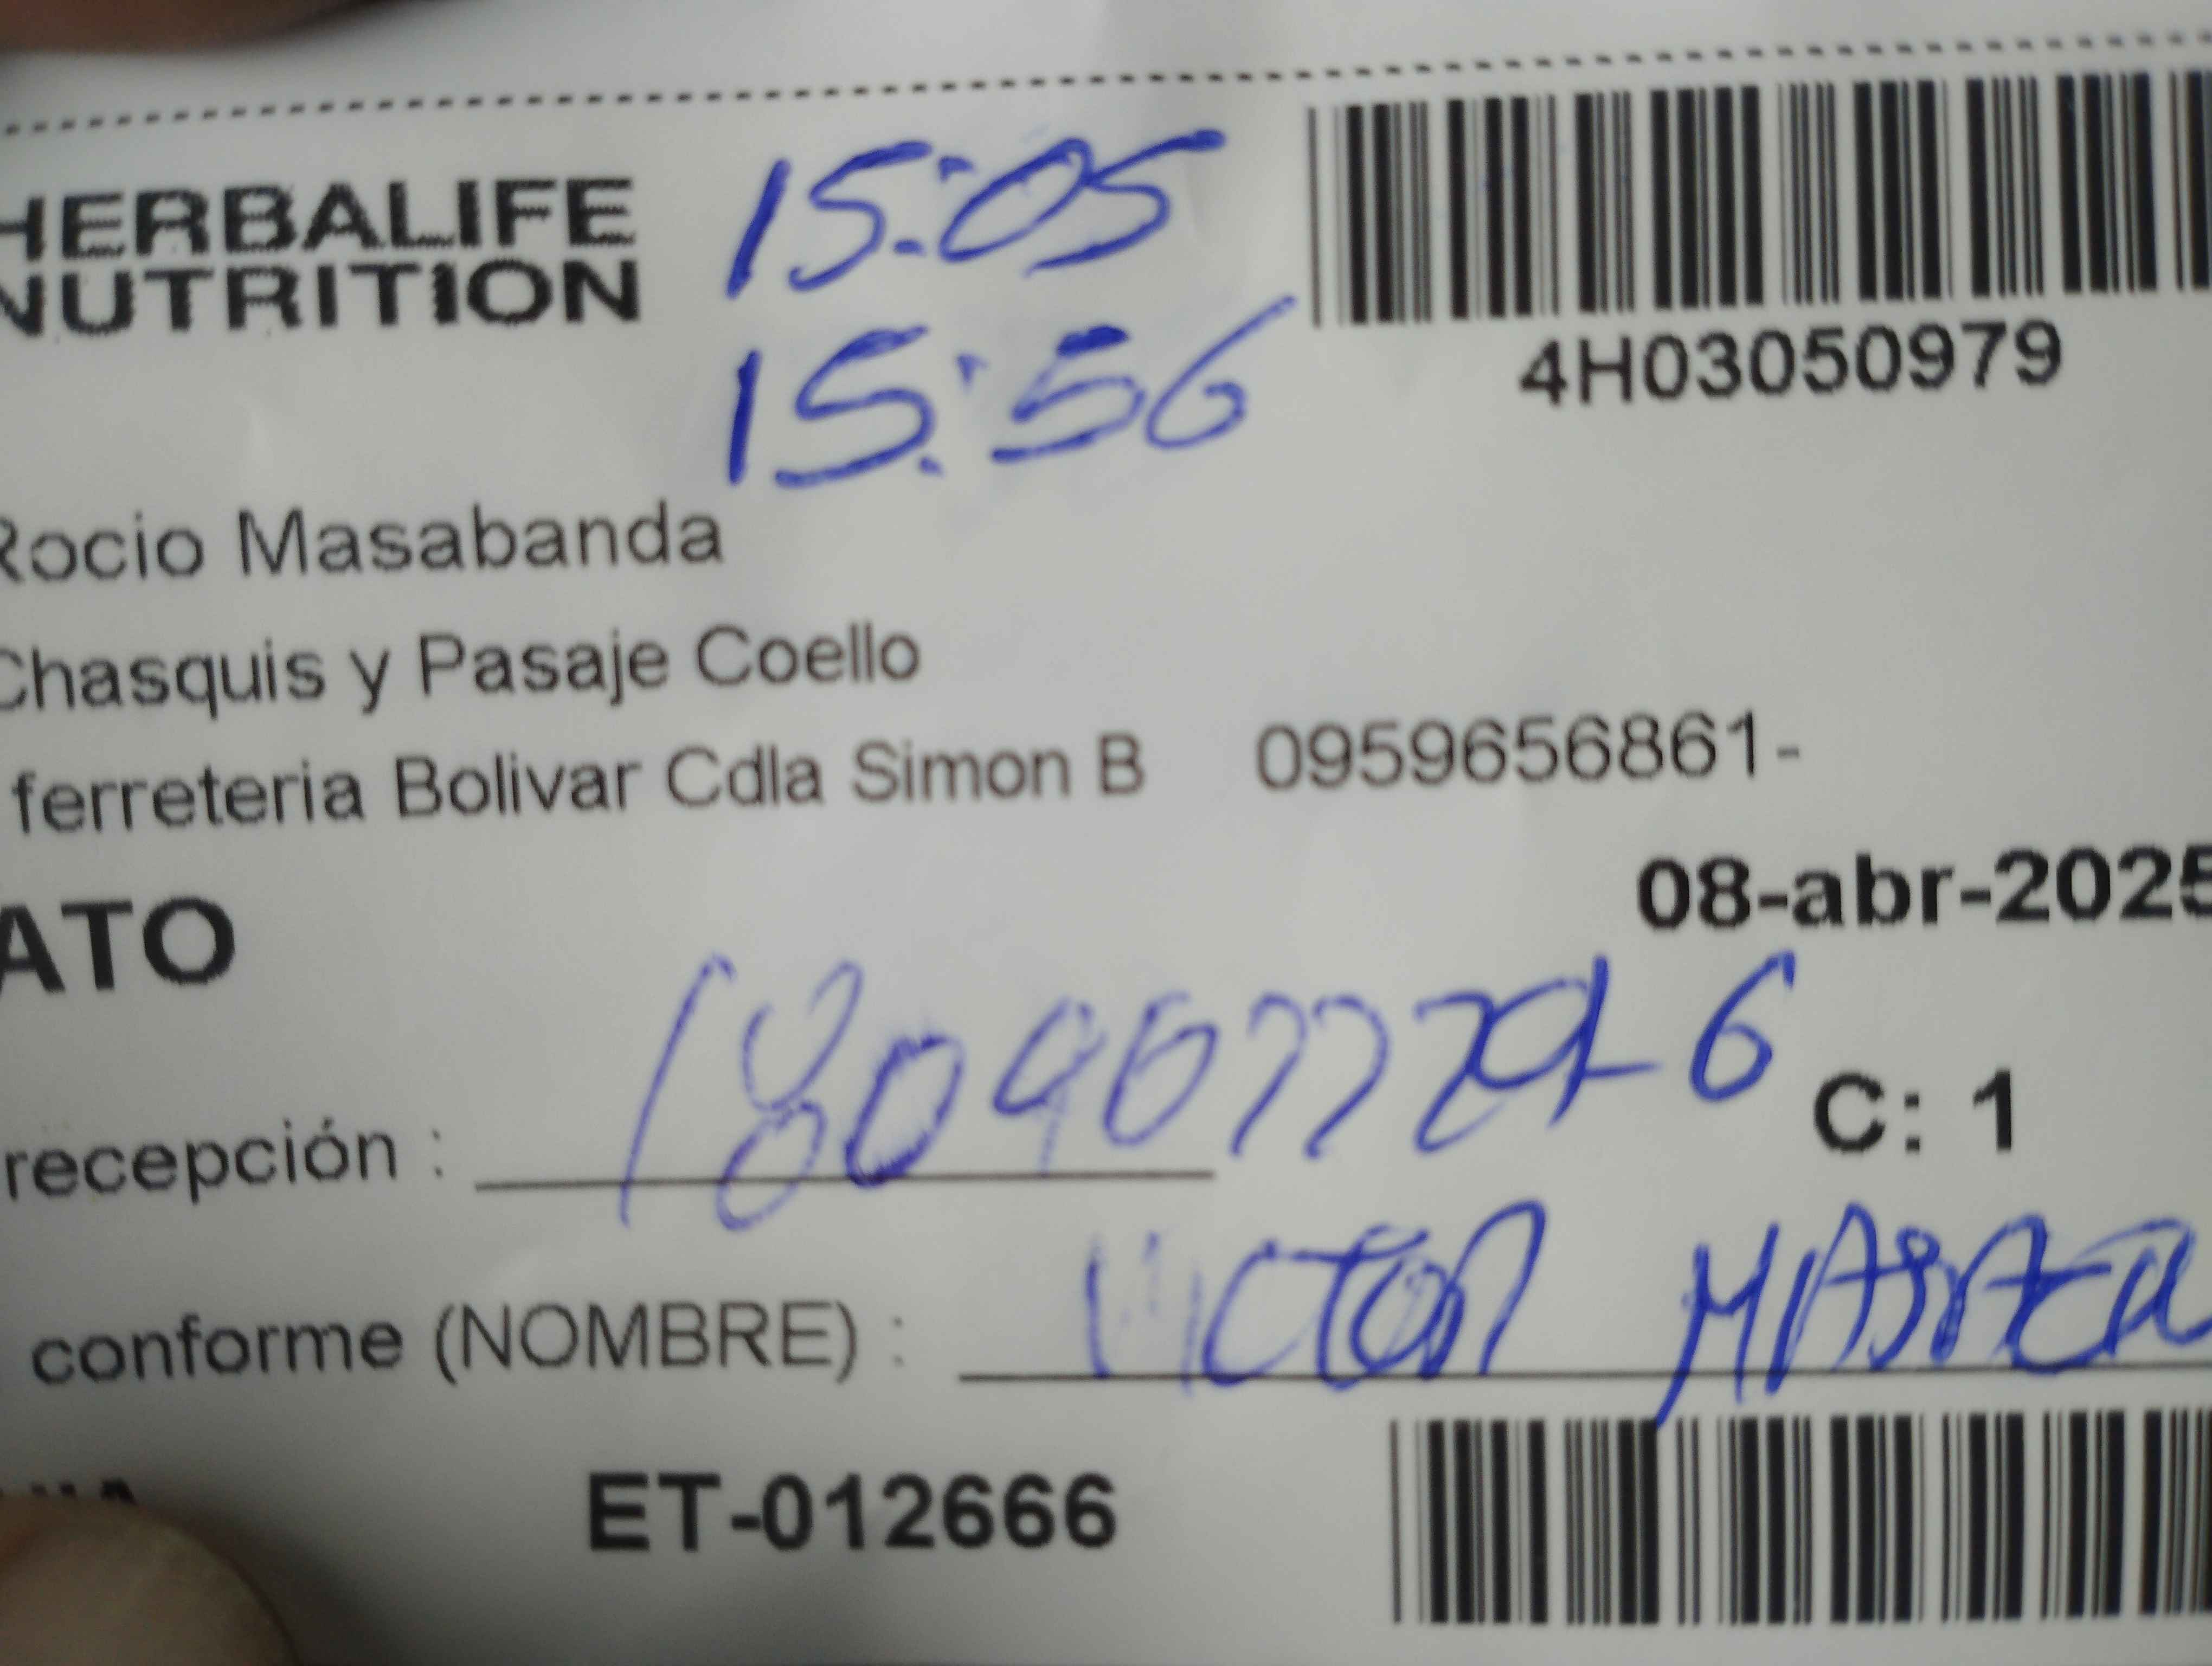 HERBALIFE
NUTRITION
15:05
15:56
4H03050979
Rocio Masabanda
Chasquis y Pasaje Coello
ferreteria Bolivar Cdla Simon B 0959656861-
08-abr-2025
ATO
recepción :
C: 1
conforme (NOMBRE) : VICTOR
ET-012666